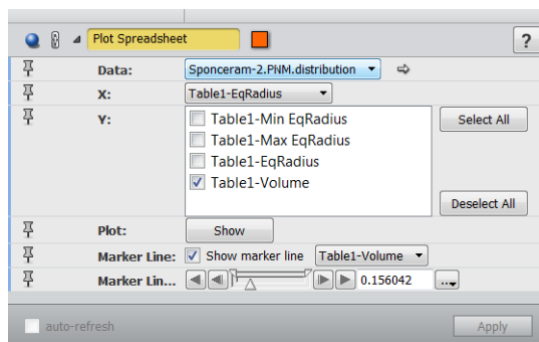 Plot Spreadsheet ?
Data: Sponceram-2.PNM.distribution
X: Table1-EqRadius
Y: Table1-Min EqRadius Select All
Table1-Max EqRadius
Table1-EqRadius
Table1-Volume
Deselect All
Plot: Show
Marker Line: Show marker line Table1-Volume
Marker Lin... 0.156042 ...
auto-refresh Apply